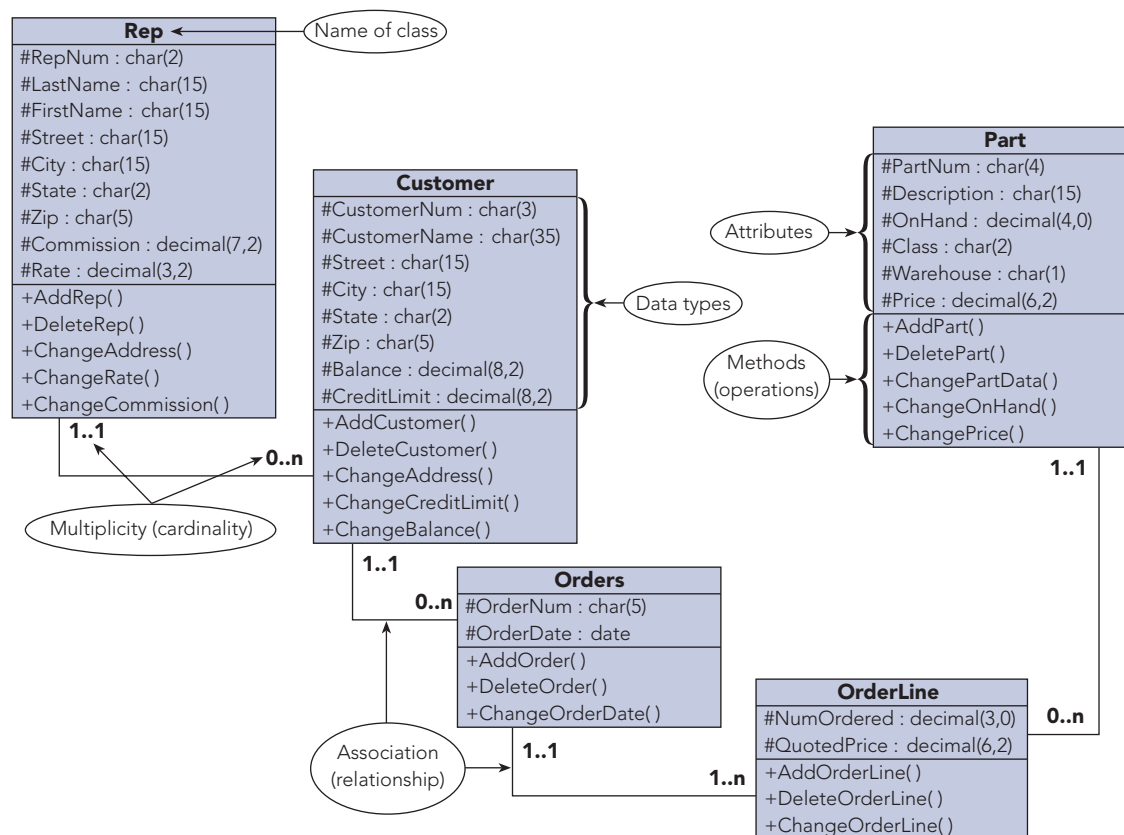 Rep
#RepNum : char(2)
#LastName : char(15)
#FirstName : char(15)
#Street : char(15)
#City : char(15)
#State : char(2)
#Zip : char(5)
#Commission : decimal(7,2)
#Rate : decimal(3,2)
+AddRep( )
+DeleteRep( )
+ChangeAddress( )
+ChangeRate( )
+ChangeCommission( )
Name of class
1..1
0..n
Multiplicity (cardinality)
Customer
#CustomerNum : char(3)
#CustomerName : char(35)
#Street : char(15)
#City : char(15)
#State : char(2)
#Zip : char(5)
#Balance : decimal(8,2)
#CreditLimit : decimal(8,2)
+AddCustomer( )
+DeleteCustomer( )
+ChangeAddress( )
+ChangeCreditLimit( )
+ChangeBalance( )
Data types
Part
#PartNum : char(4)
#Description : char(15)
#OnHand : decimal(4,0)
#Class : char(2)
#Warehouse : char(1)
#Price : decimal(6,2)
+AddPart( )
+DeletePart( )
+ChangePartData( )
+ChangeOnHand( )
+ChangePrice( )
Attributes
Methods
(operations)
1..1
0..n
1..1
0..n
Orders
#OrderNum : char(5)
#OrderDate : date
+AddOrder( )
+DeleteOrder( )
+ChangeOrderDate( )
Association
(relationship)
1..1
1..n
OrderLine
#NumOrdered : decimal(3,0)
#QuotedPrice : decimal(6,2)
+AddOrderLine( )
+DeleteOrderLine( )
+ChangeOrderLine( )